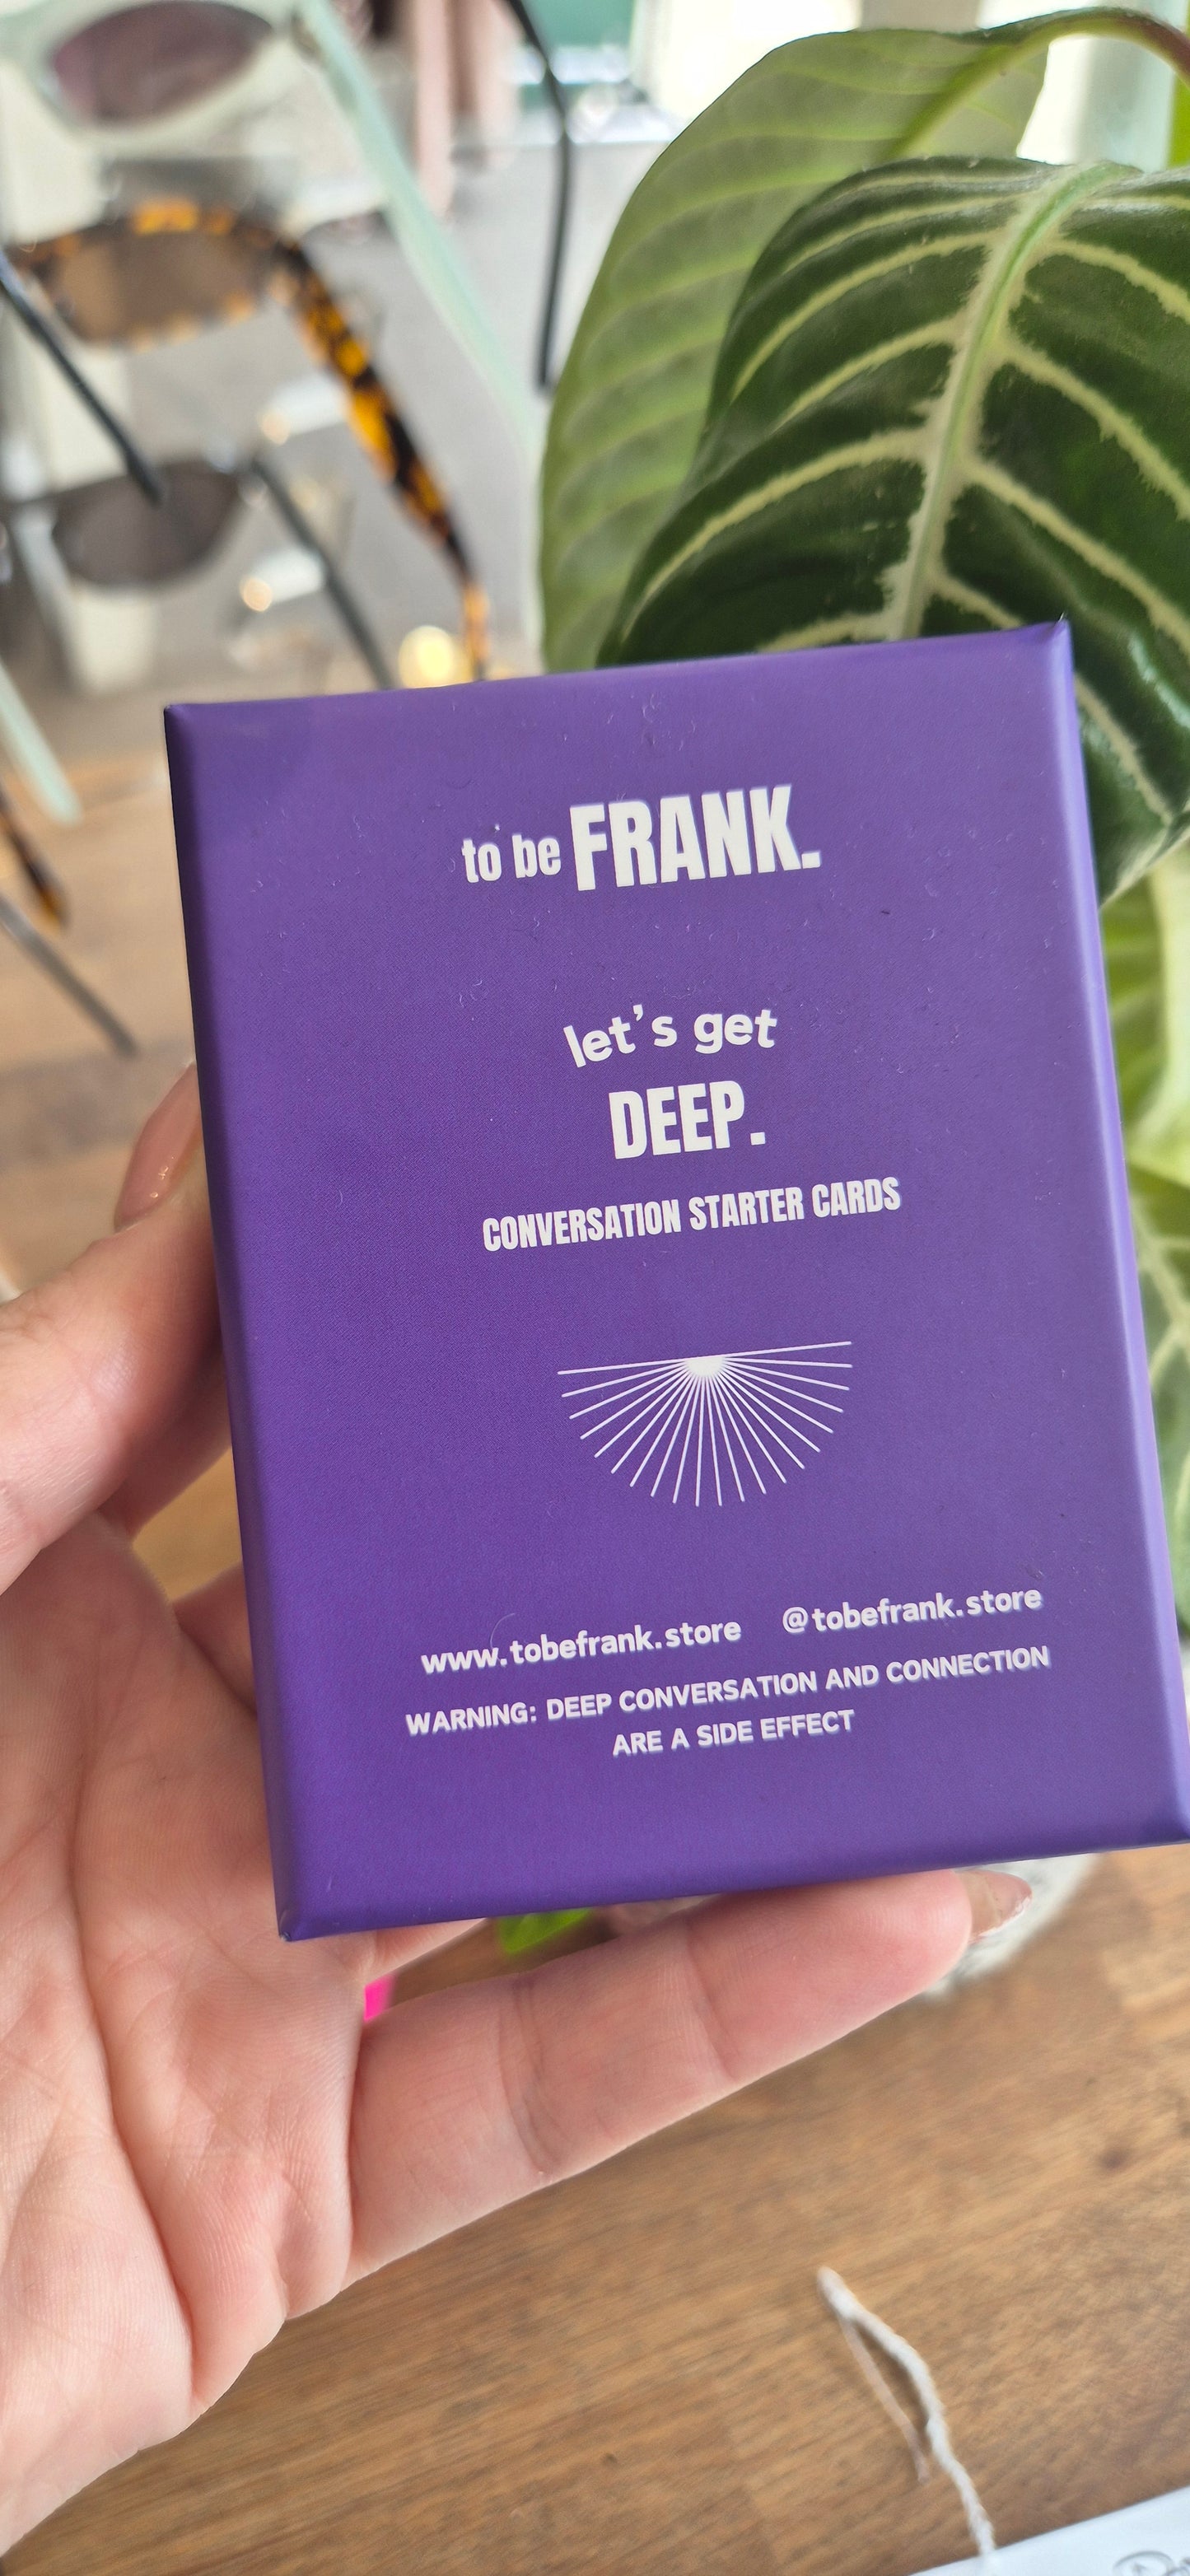 to be FRANK.
let's get
DEEP.
CONVERSATION STARTER CARDS
www.tobefrank.store @tobefrank.store
WARNING: DEEP CONVERSATION AND CONNECTION
ARE A SIDE EFFECT